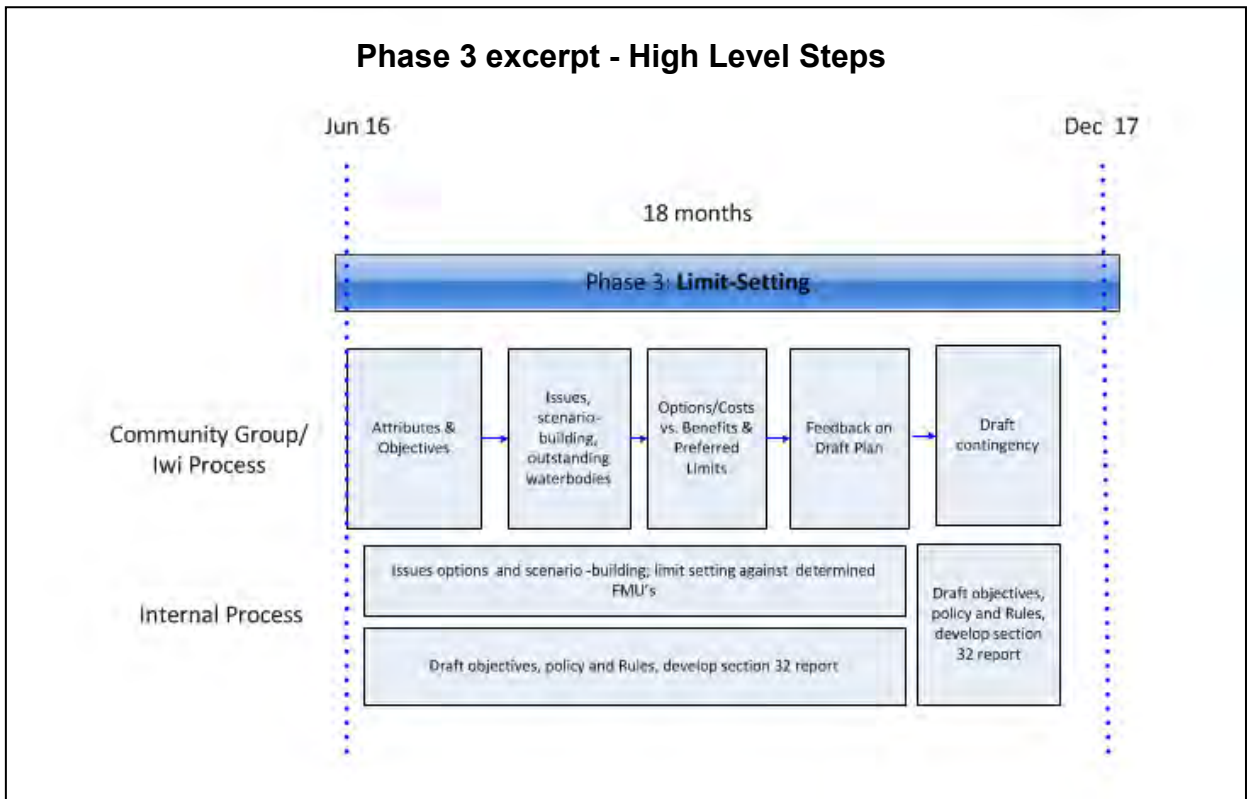 Phase 3 excerpt - High Level Steps
Jun 16
Dec 17
18 months
Phase 3: Limit-Setting
Community Group/
Iwi Process
Attributes &
Objectives
Issues,
scenario-
building,
outstanding
waterbodies
Options/Costs
vs. Benefits &
Preferred
Limits
Feedback on
Draft Plan
Draft
contingency
Internal Process
Issues options and scenario -building; limit setting against determined
FMU's
Draft objectives, policy and Rules, develop section 32 report
Draft objectives,
policy and Rules,
develop section
32 report